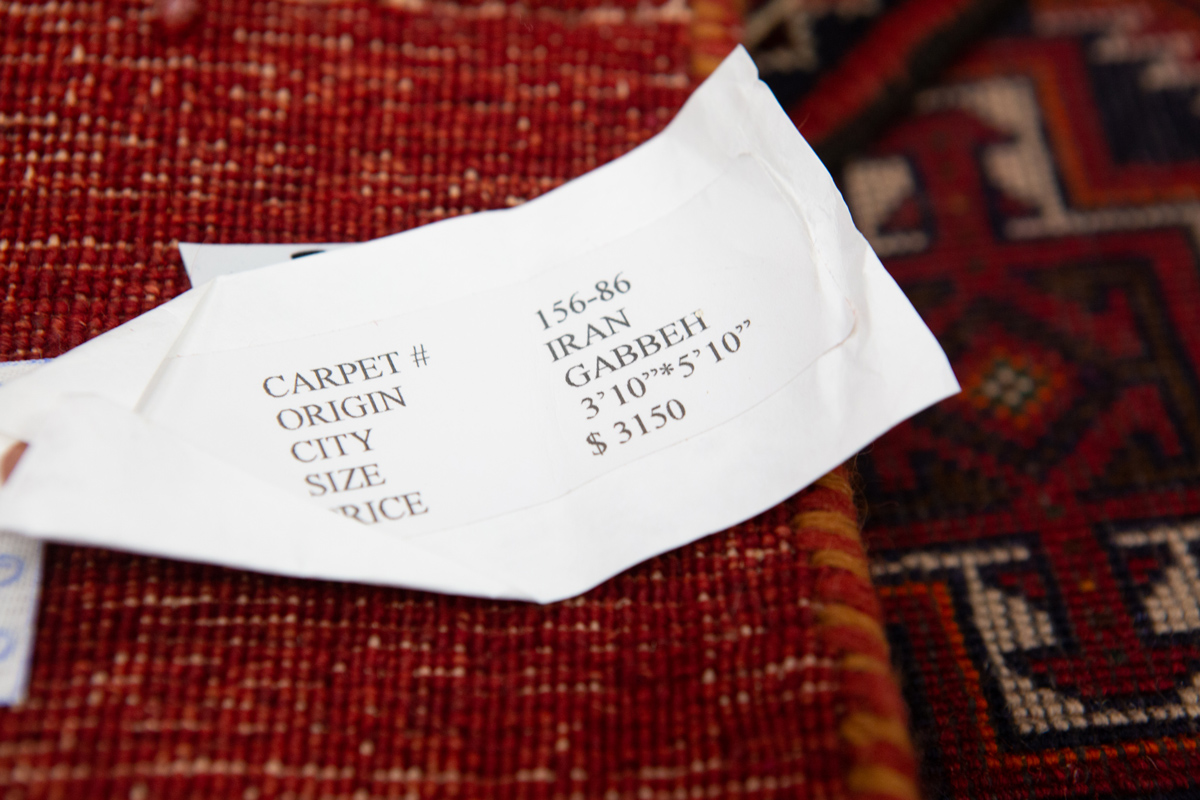 CARPET # 156-86
ORIGIN IRAN
CITY GABBEH
SIZE 3’10”*5’10”
RICE $ 3150